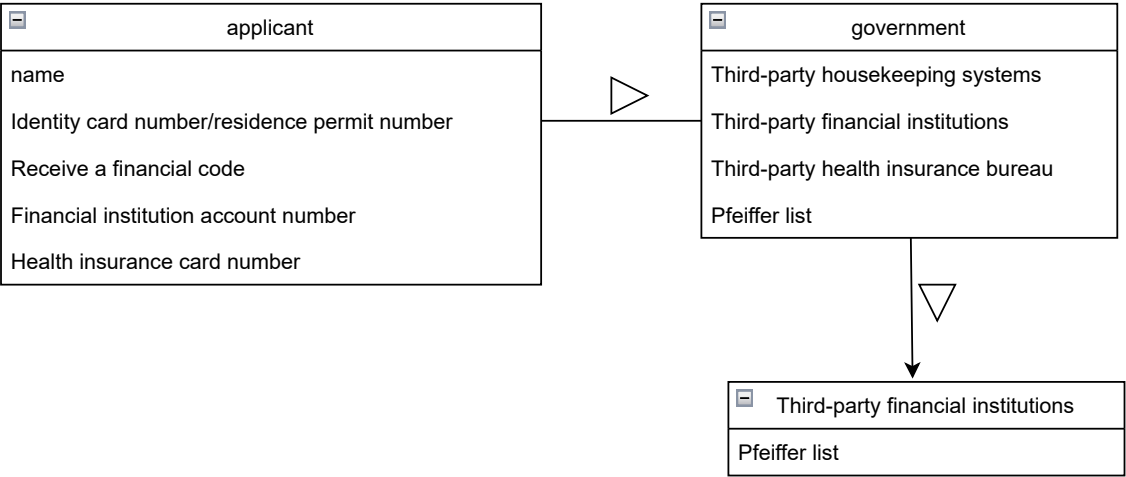 applicant
name
Identity card number/residence permit number
Receive a financial code
Financial institution account number
Health insurance card number
government
Third-party housekeeping systems
Third-party financial institutions
Third-party health insurance bureau
Pfeiffer list
Third-party financial institutions
Pfeiffer list